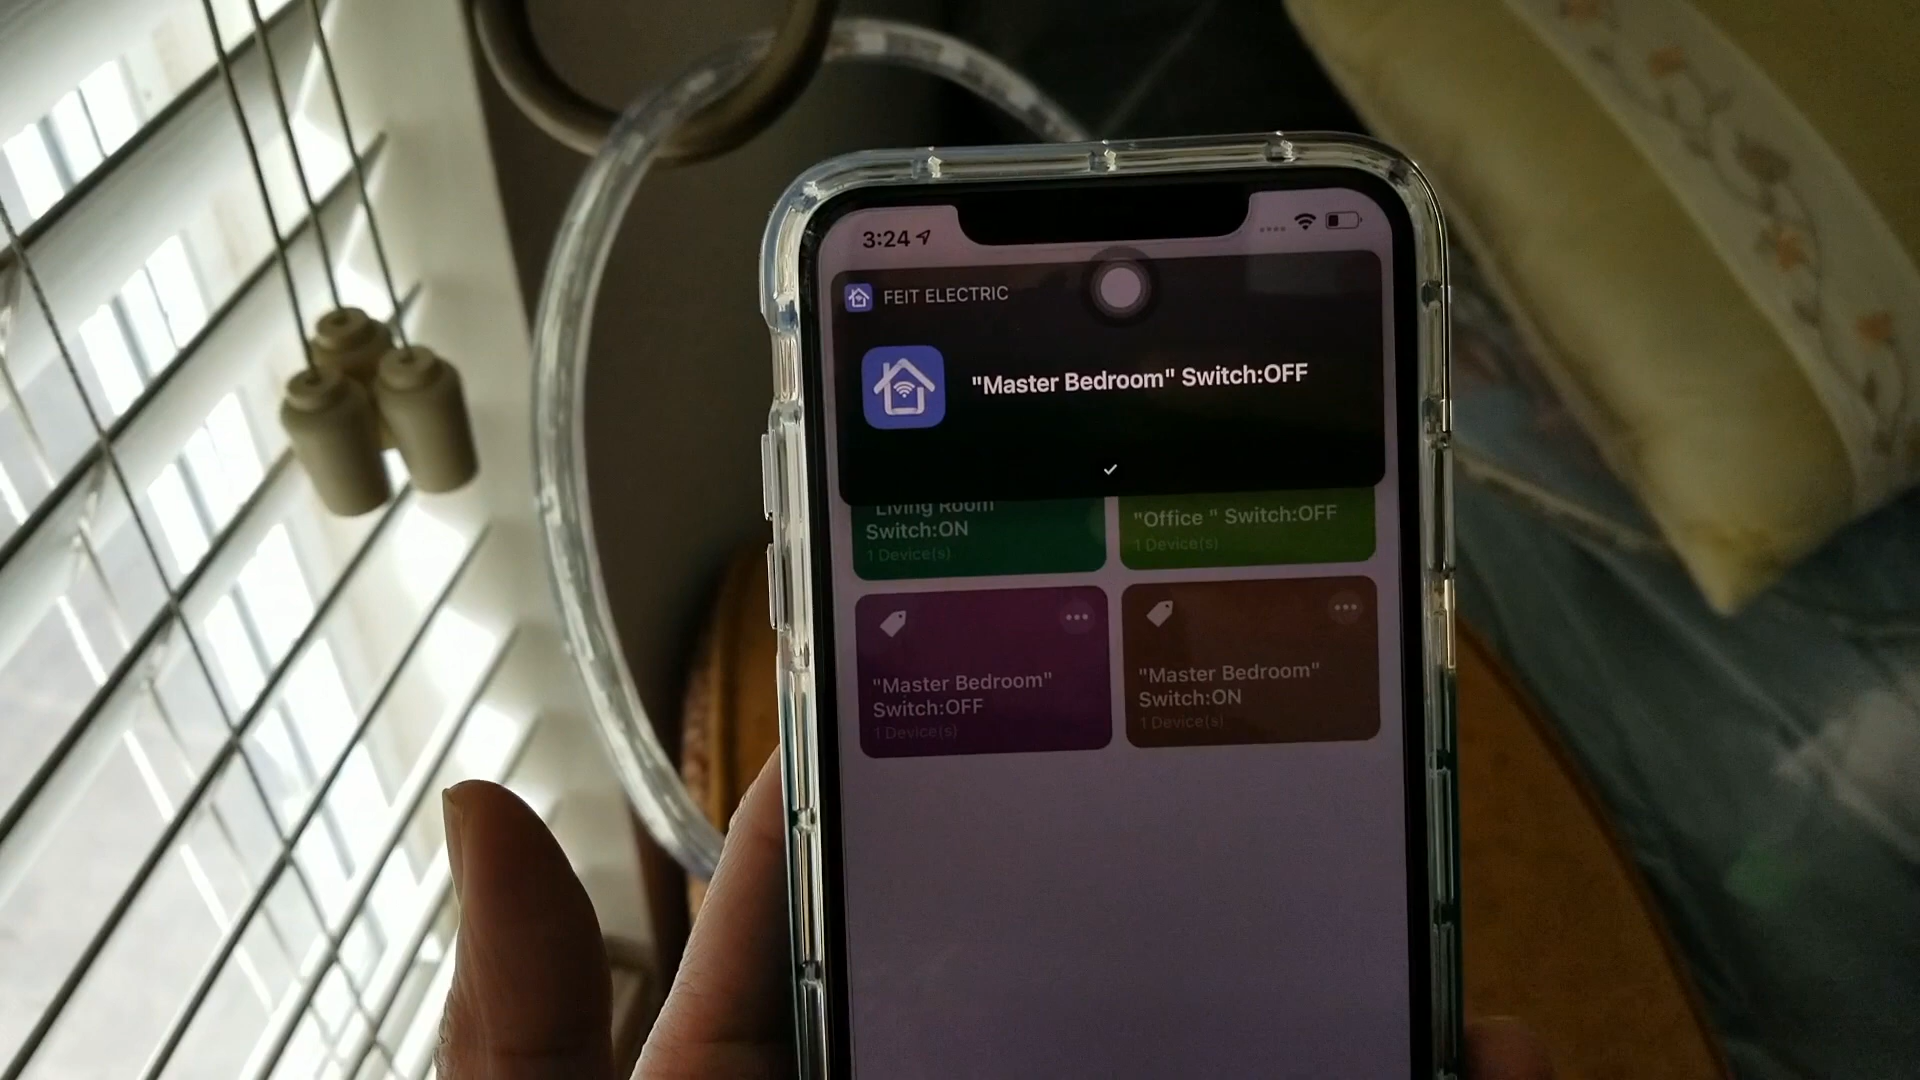 3:24
FEIT ELECTRIC
"Master Bedroom" Switch:OFF
Living Room
Switch:ON
1 Device(s)
"Office " Switch:OFF
1 Device(s)
"Master Bedroom"
Switch:OFF
1 Device(s)
"Master Bedroom"
Switch:ON
1 Device(s)